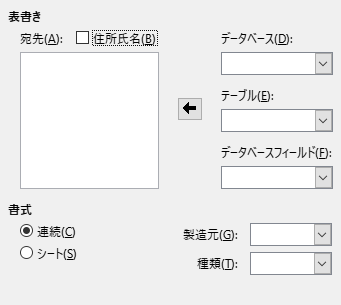 表書き
宛先(A):
住所氏名(B)
データベース(D):
テーブル(E):
データベースフィールド(F):
書式
連続(C)
シート(S)
製造元(G):
種類(T):